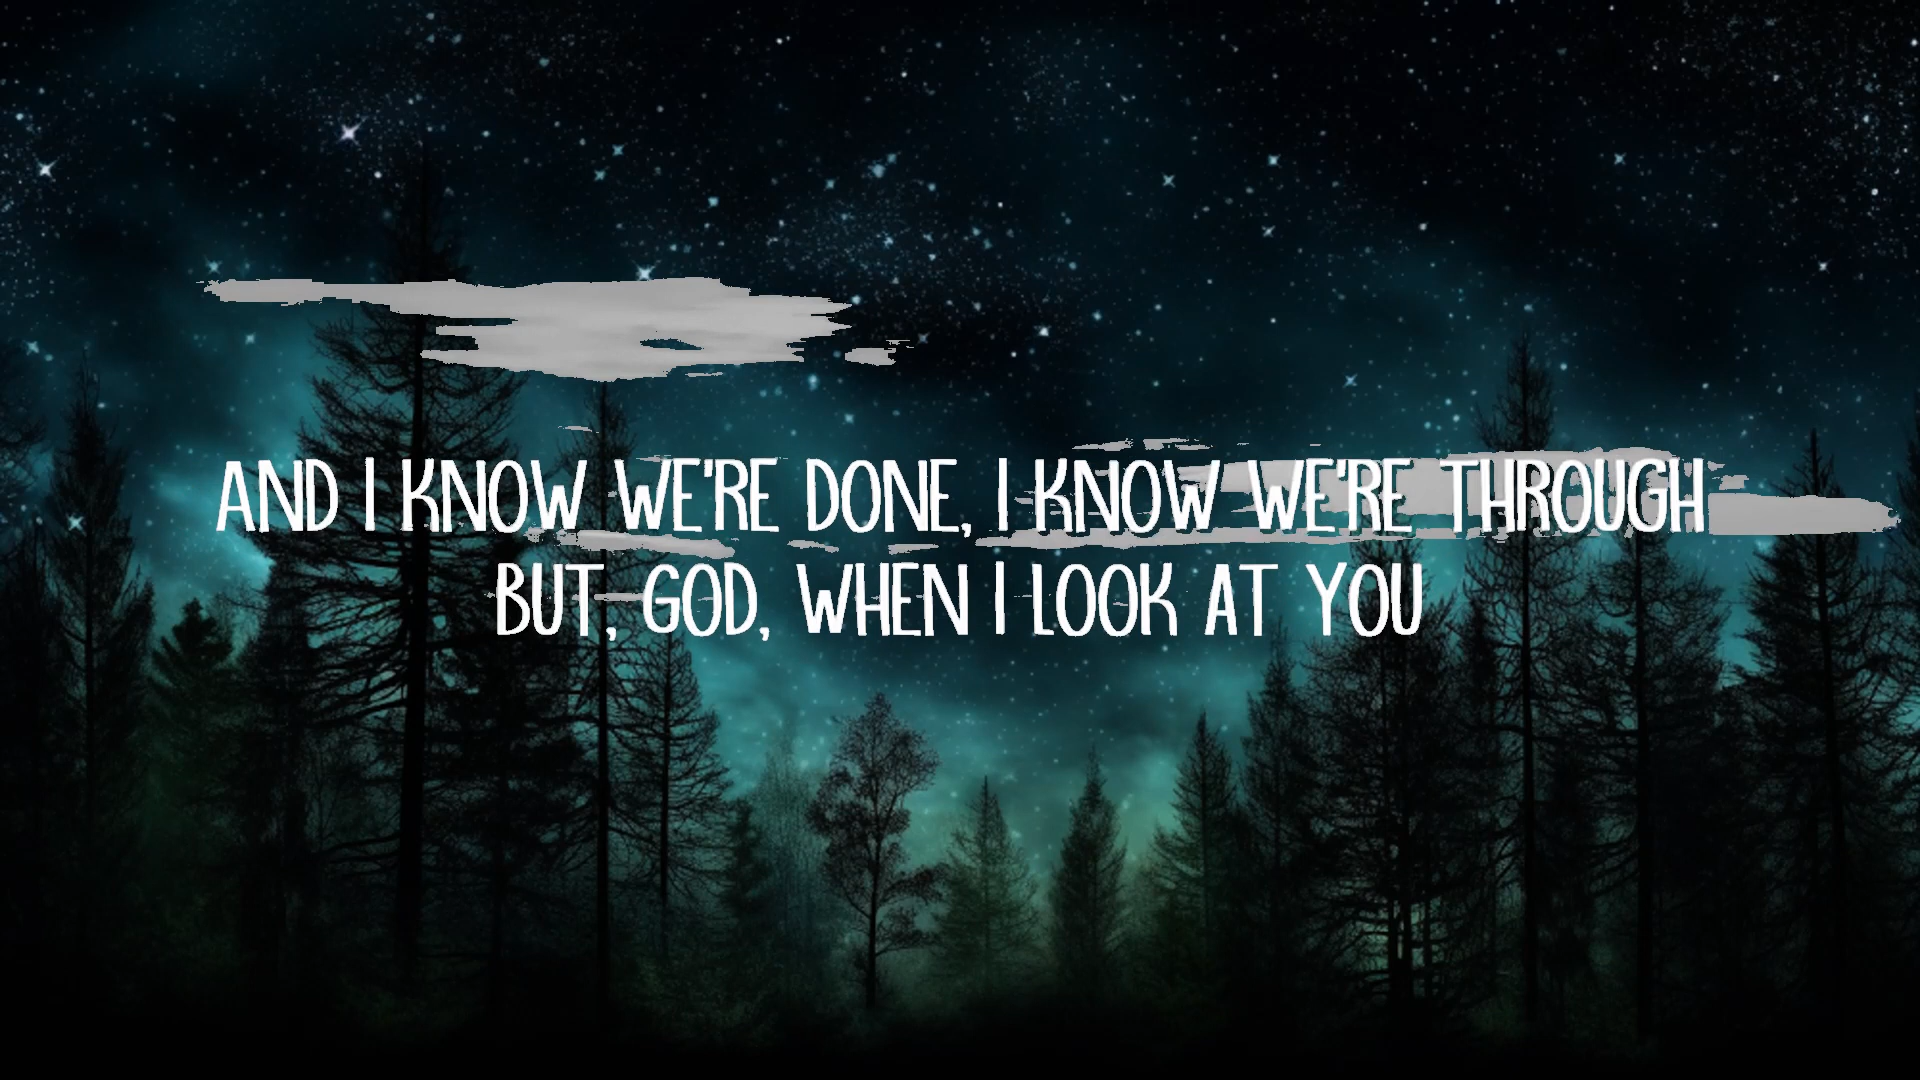 AND I KNOW WE'RE DONE, I KNOW WE'RE THROUGH
BUT, GOD, WHEN I LOOK AT YOU